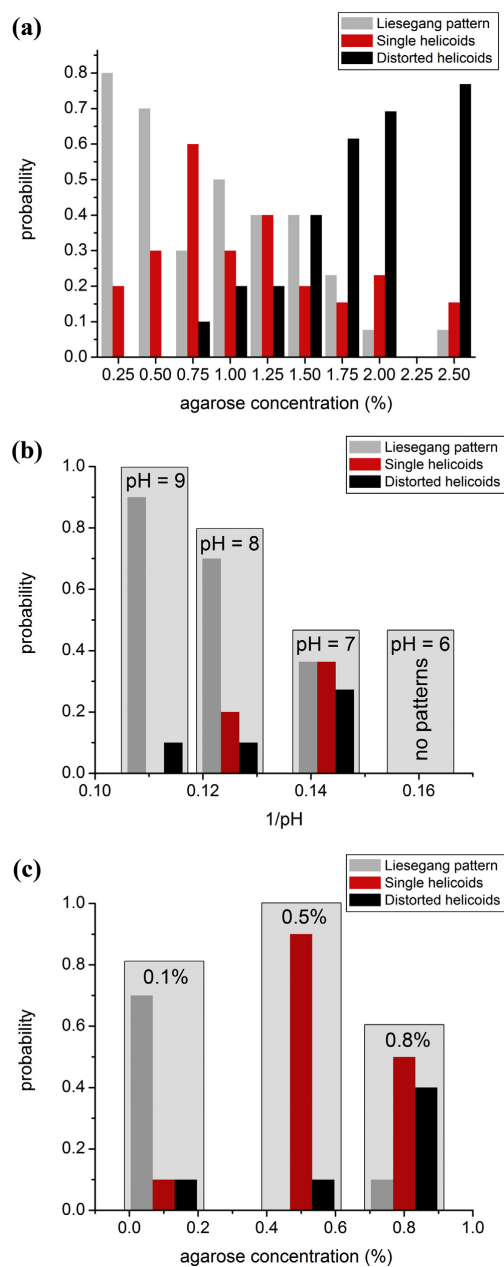 (a)
Liesegang pattern
Single helicoids
Distorted helicoids
0.8
0.7
0.6
0.5
0.4
0.3
0.2
0.1
0.0
probability
0.25 0.50 0.75 1.00 1.25 1.50 1.75 2.00 2.25 2.50
agarose concentration (%)
(b)
Liesegang pattern
Single helicoids
Distorted helicoids
1.0
0.8
0.6
0.4
0.2
0.0
probability
pH = 9
pH = 8
pH = 7
pH = 6
no patterns
0.10 0.12 0.14 0.16
1/pH
(c)
Liesegang pattern
Single helicoids
Distorted helicoids
1.0
0.8
0.6
0.4
0.2
0.0
probability
0.1%
0.5%
0.8%
0.0 0.2 0.4 0.6 0.8 1.0
agarose concentration (%)